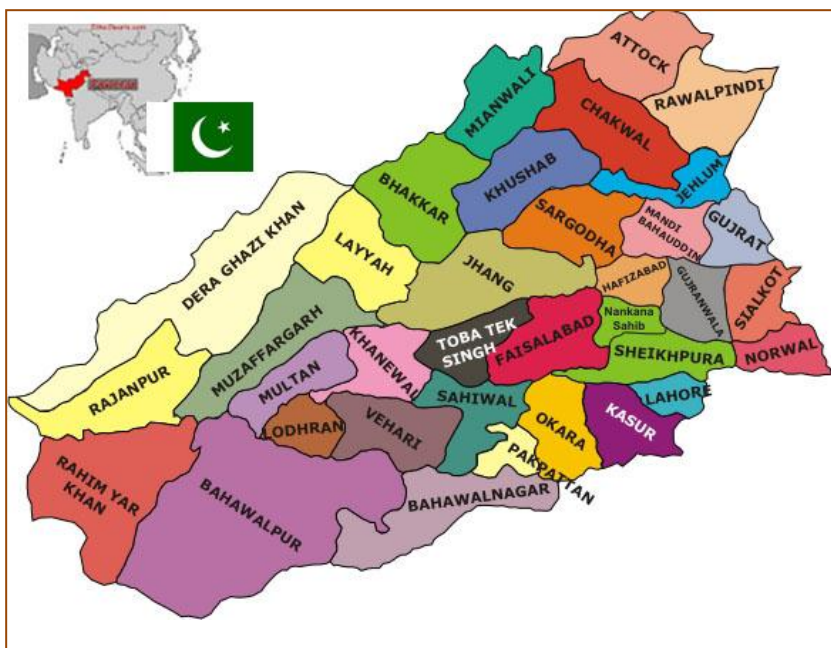 ATTOCK
RAWALPINDI
MIANWALI
CHAKWAL
JEHLUM
BHAKKAR
KHUSHAB
SARGODHA
MANDI
BAHAUDDIN
GUJRAT
DERA GHAZI KHAN
LAYYAH
JHANG
HAFIZABAD
GUJRANWALA
SIALKOT
MUZAFFARGARH
KHANEWAL
TOBA TEK
SINGH
FAISALABAD
Nankana
Sahib
SHEIKHPURA
NORWAL
RAJANPUR
MULTAN
SAHIWAL
OKARA
KASUR
LAHORE
LODHRAN
VEHARI
PAKPATTAN
RAHIM YAR
KHAN
BAHAWALPUR
BAHAWALNAGAR